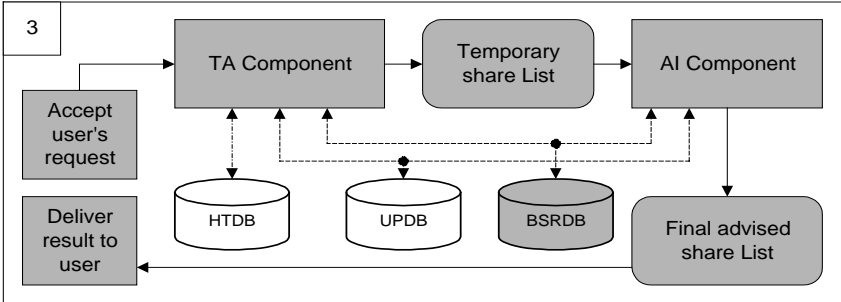 3
TA Component
Temporary
share List
AI Component
Accept
user's
request
HTDB
UPDB
BSRDB
Deliver
result to
user
Final advised
share List